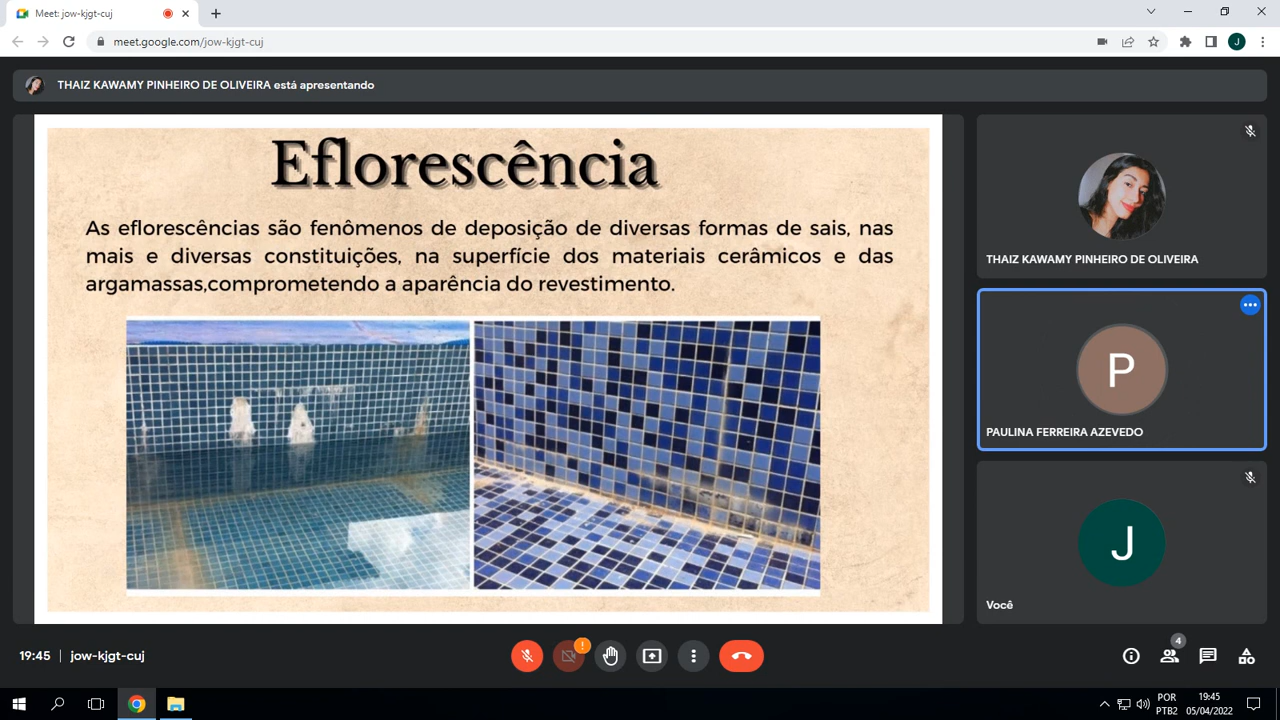 Meet: jow-kjgt-cuj
meet.google.com/jow-kjgt-cuj
J
THAIZ KAWAMY PINHEIRO DE OLIVEIRA está apresentando
Eflorescência
As eflorescências são fenômenos de deposição de diversas formas de sais, nas
mais e diversas constituições, na superfície dos materiais cerâmicos e das
argamassas,comprometendo a aparência do revestimento.
THAIZ KAWAMY PINHEIRO DE OLIVEIRA
P
PAULINA FERREIRA AZEVEDO
J
Você
19:45 | jow-kjgt-cuj
!
4
POR
PTB2
19:45
05/04/2022